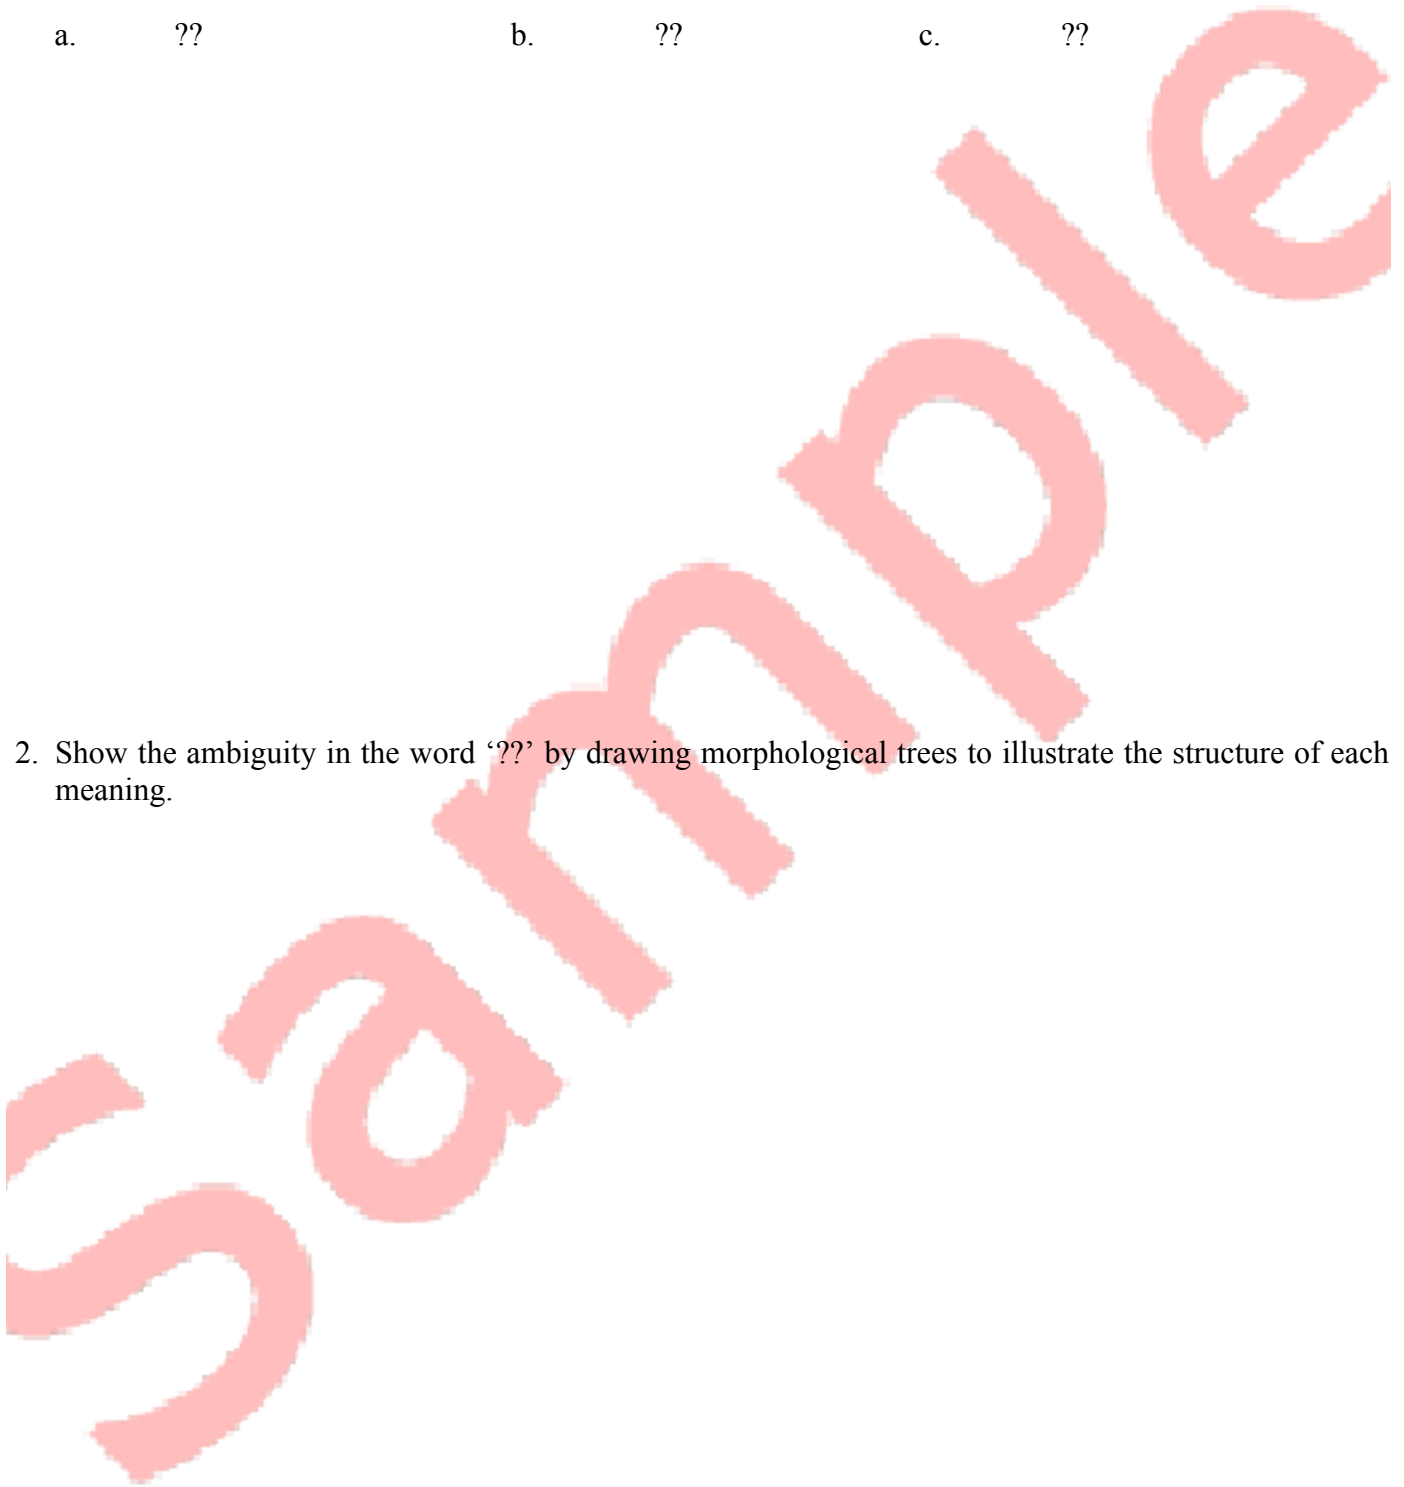 a. ?? b. ?? c. ??
2. Show the ambiguity in the word ‘??’ by drawing morphological trees to illustrate the structure of each
meaning.
Sample